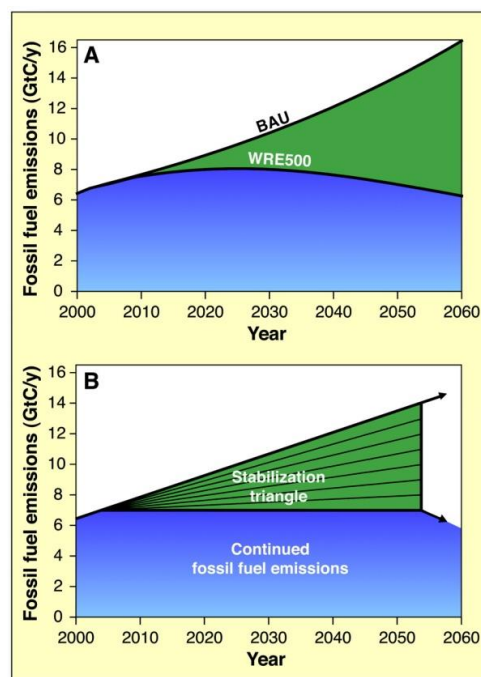 A
Fossil fuel emissions (GtC/y)
16
14
12
10
8
6
4
2
0
BAU
WRE500
2000
2010
2020
2030
2040
2050
2060
Year
B
Fossil fuel emissions (GtC/y)
16
14
12
10
8
6
4
2
0
Stabilization
triangle
Continued
fossil fuel emissions
2000
2010
2020
2030
2040
2050
2060
Year